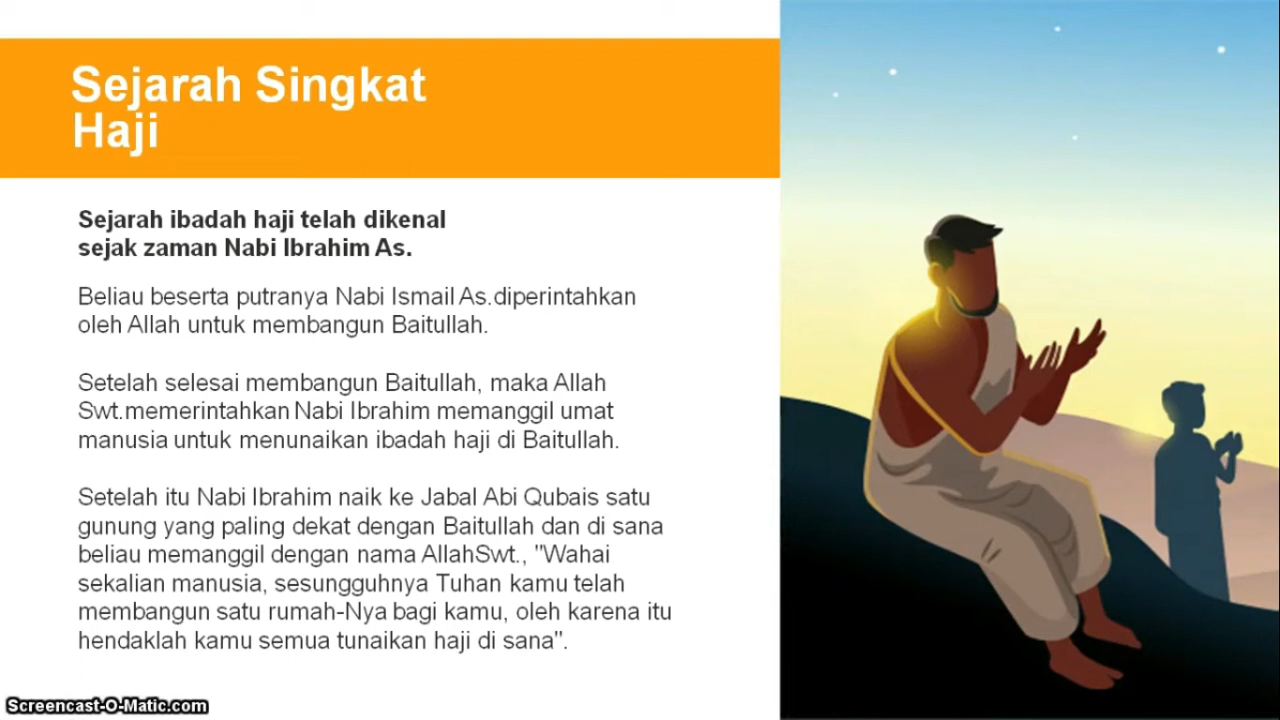 Sejarah Singkat
Haji
Sejarah ibadah haji telah dikenal
sejak zaman Nabi Ibrahim As.
Beliau beserta putranya Nabi Ismail As.diperintahkan
oleh Allah untuk membangun Baitullah.
Setelah selesai membangun Baitullah, maka Allah
Swt.memerintahkan Nabi Ibrahim memanggil umat
manusia untuk menunaikan ibadah haji di Baitullah.
Setelah itu Nabi Ibrahim naik ke Jabal Abi Qubais satu
gunung yang paling dekat dengan Baitullah dan di sana
beliau memanggil dengan nama AllahSwt., "Wahai
sekalian manusia, sesungguhnya Tuhan kamu telah
membangun satu rumah-Nya bagi kamu, oleh karena itu
hendaklah kamu semua tunaikan haji di sana".
Screencast-O-Matic.com